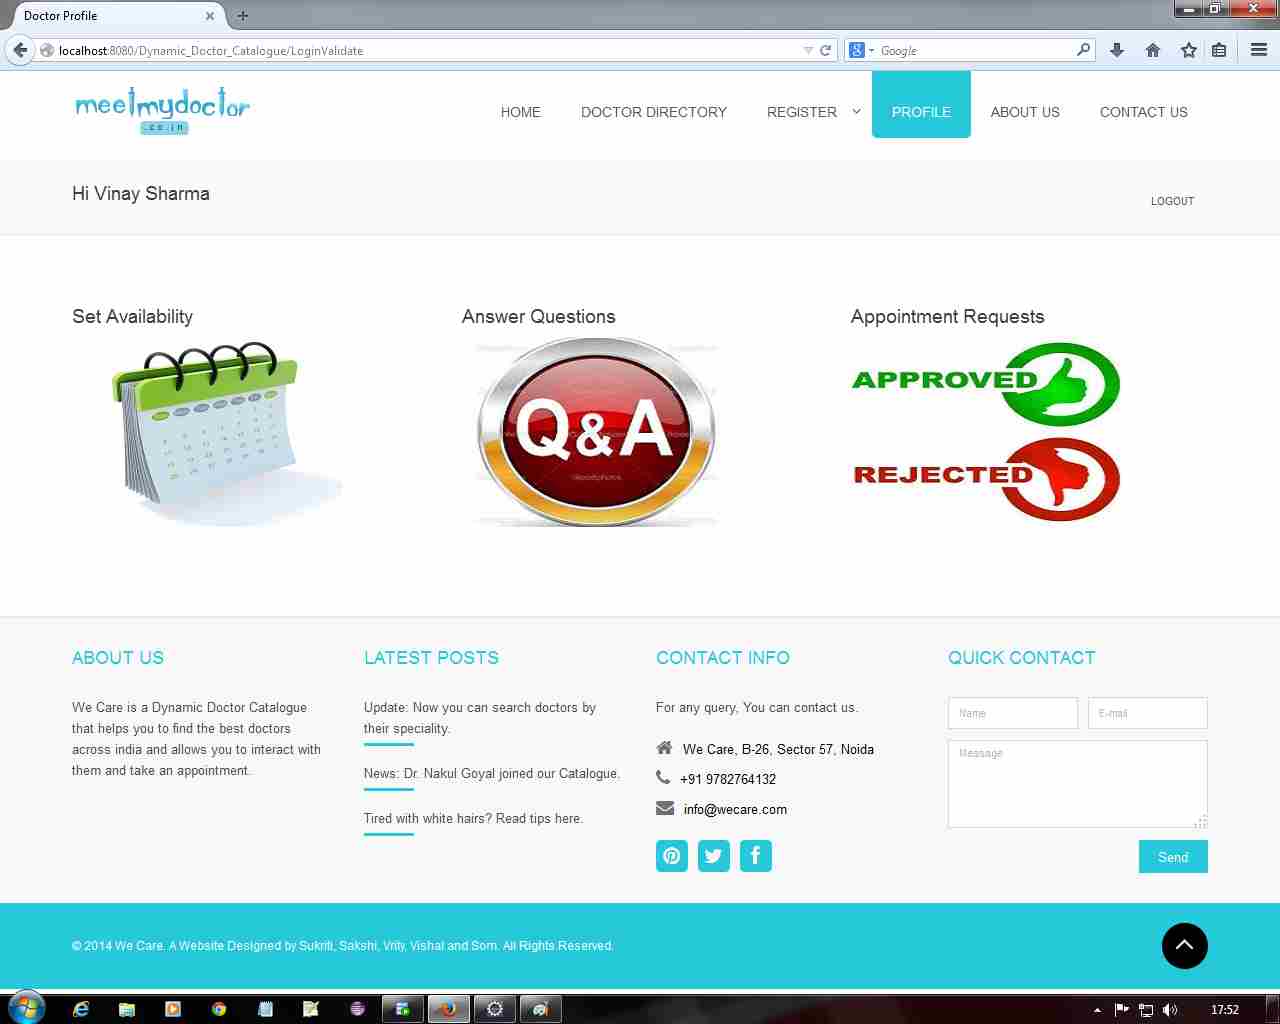 Doctor Profile
localhost:8080/Dynamic_Doctor_Catalogue/LoginValidate
Google
meetmydoctor
.co.in
HOME
DOCTOR DIRECTORY
REGISTER
PROFILE
ABOUT US
CONTACT US
Hi Vinay Sharma
LOGOUT
Set Availability
Answer Questions
Appointment Requests
Q&A
depositphotos
APPROVED
REJECTED
ABOUT US
We Care is a Dynamic Doctor Catalogue
that helps you to find the best doctors
across india and allows you to interact with
them and take an appointment.
LATEST POSTS
Update: Now you can search doctors by
their speciality.
News: Dr. Nakul Goyal joined our Catalogue.
Tired with white hairs? Read tips here.
CONTACT INFO
For any query, You can contact us.
We Care, B-26, Sector 57, Noida
+91 9782764132
info@wecare.com
QUICK CONTACT
Name
E-mail
Message
Send
© 2014 We Care. A Website Designed by Sukriti, Sakshi, Vrity, Vishal and Som. All Rights Reserved.
17:52